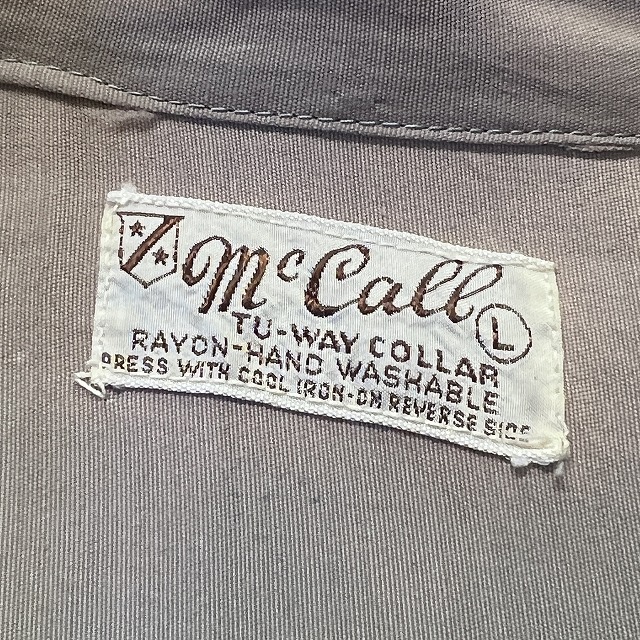 McCall
L
TU-WAY COLLAR
RAYON-HAND WASHABLE
PRESS WITH COOL IRON-ON REVERSE SIDE